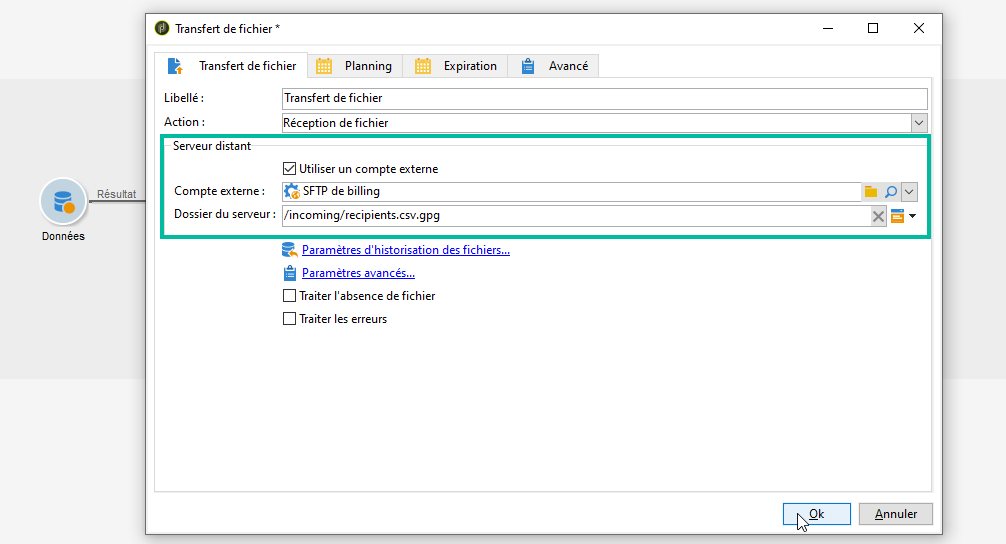 Transfert de fichier *
Transfert de fichier
Planning
Expiration
Avancé
Libellé :
Transfert de fichier
Action :
Réception de fichier
Serveur distant
Utiliser un compte externe
Compte externe :
SFTP de billing
Dossier du serveur :
/incoming/recipients.csv.gpg
Paramètres d'historisation des fichiers...
Paramètres avancés...
Traiter l'absence de fichier
Traiter les erreurs
Ok
Annuler
Résultat
Données